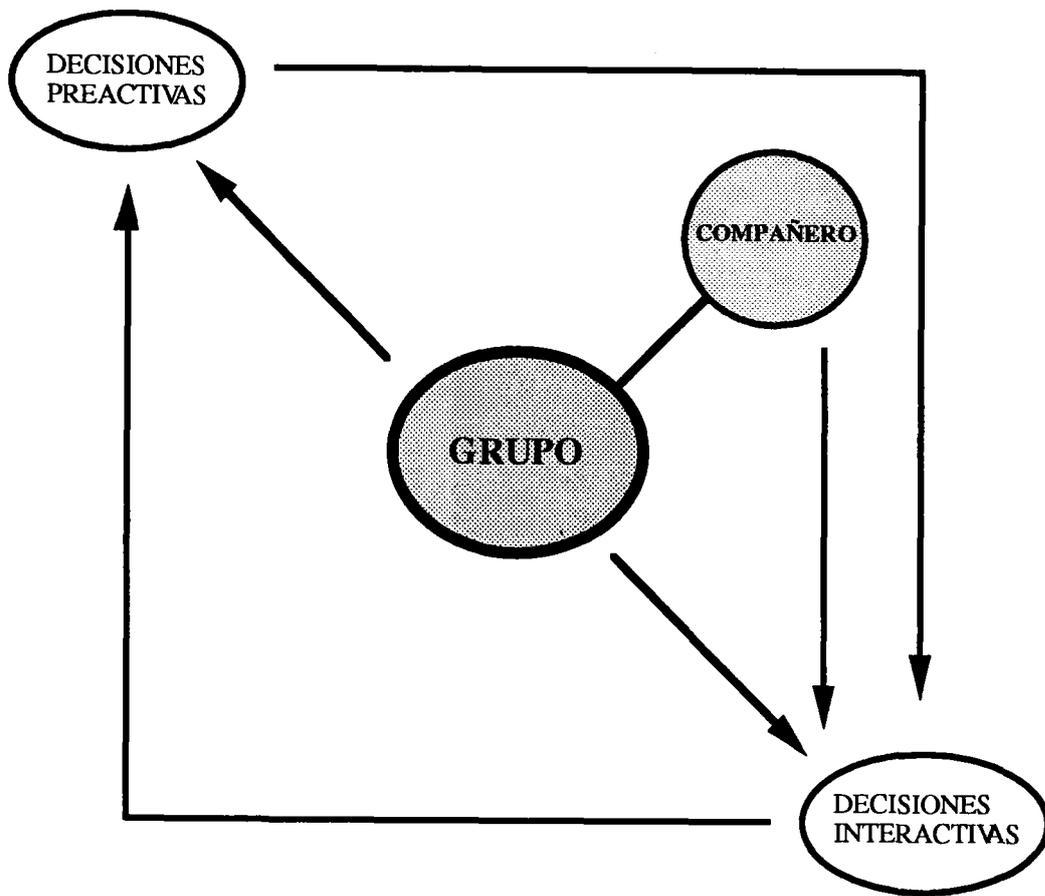 DECISIONES
PREACTIVAS
COMPAÑERO
GRUPO
DECISIONES
INTERACTIVAS